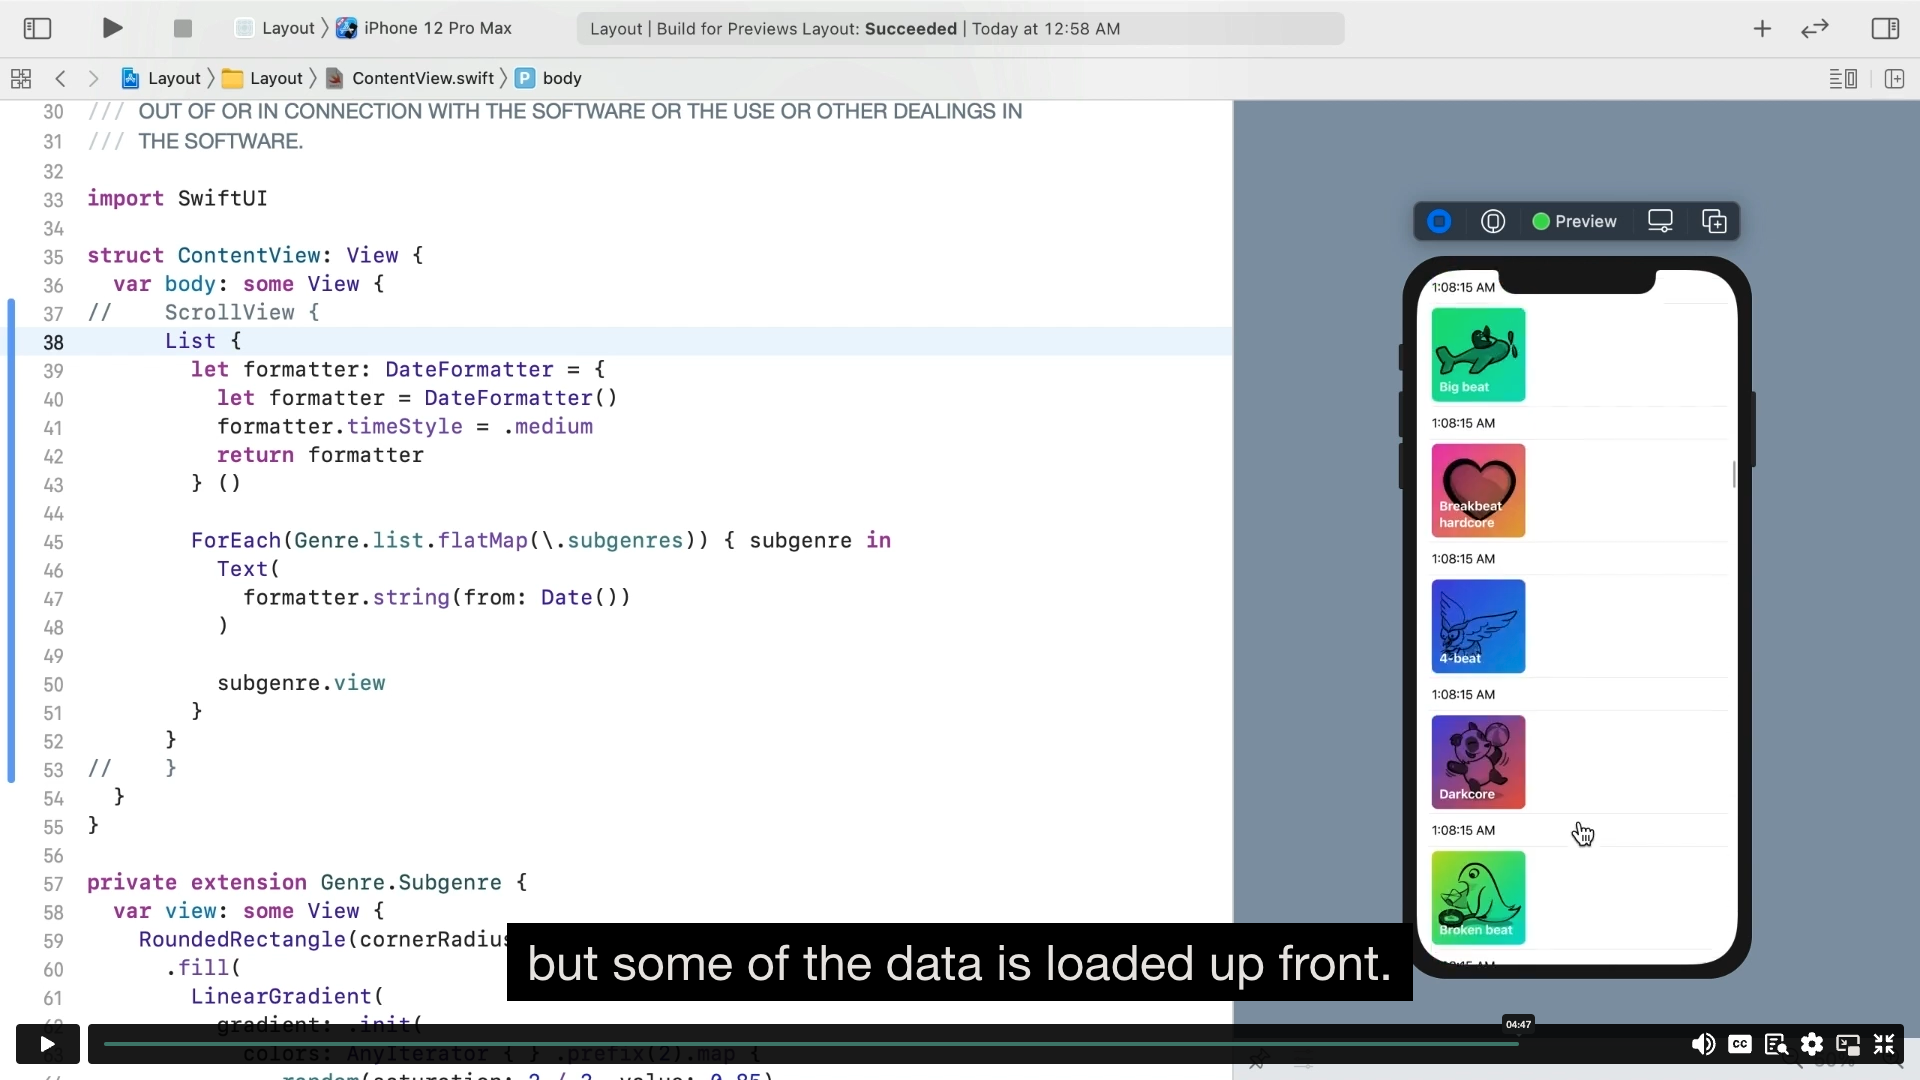 Layout 〉 iPhone 12 Pro Max
Layout | Build for Previews Layout: Succeeded | Today at 12:58 AM
Layout 〉 Layout 〉 ContentView.swift 〉 P body
30 /// OUT OF OR IN CONNECTION WITH THE SOFTWARE OR THE USE OR OTHER DEALINGS IN
31 /// THE SOFTWARE.
32
33 import SwiftUI
34
35 struct ContentView: View {
36 var body: some View {
37 // ScrollView {
38 List {
39 let formatter: DateFormatter = {
40 let formatter = DateFormatter()
41 formatter.timeStyle = .medium
42 return formatter
43 } ()
44
45 ForEach(Genre.list.flatMap(\.subgenres)) { subgenre in
46 Text(
47 formatter.string(from: Date())
48 )
49
50 subgenre.view
51 }
52 }
53 // }
54 }
55 }
56
57 private extension Genre.Subgenre {
58 var view: some View {
59 RoundedRectangle(cornerRadius
60 .fill(
61 LinearGradient(
62 gradient: .init(
63 colors: AnyIterator { } .prefix(2).map {
.random(saturation: 2 / 3, value: 0.85)
Preview
1:08:15 AM
Big beat
1:08:15 AM
Breakbeat
hardcore
1:08:15 AM
4-beat
1:08:15 AM
Darkcore
1:08:15 AM
Broken beat
but some of the data is loaded up front.
04:47
CC